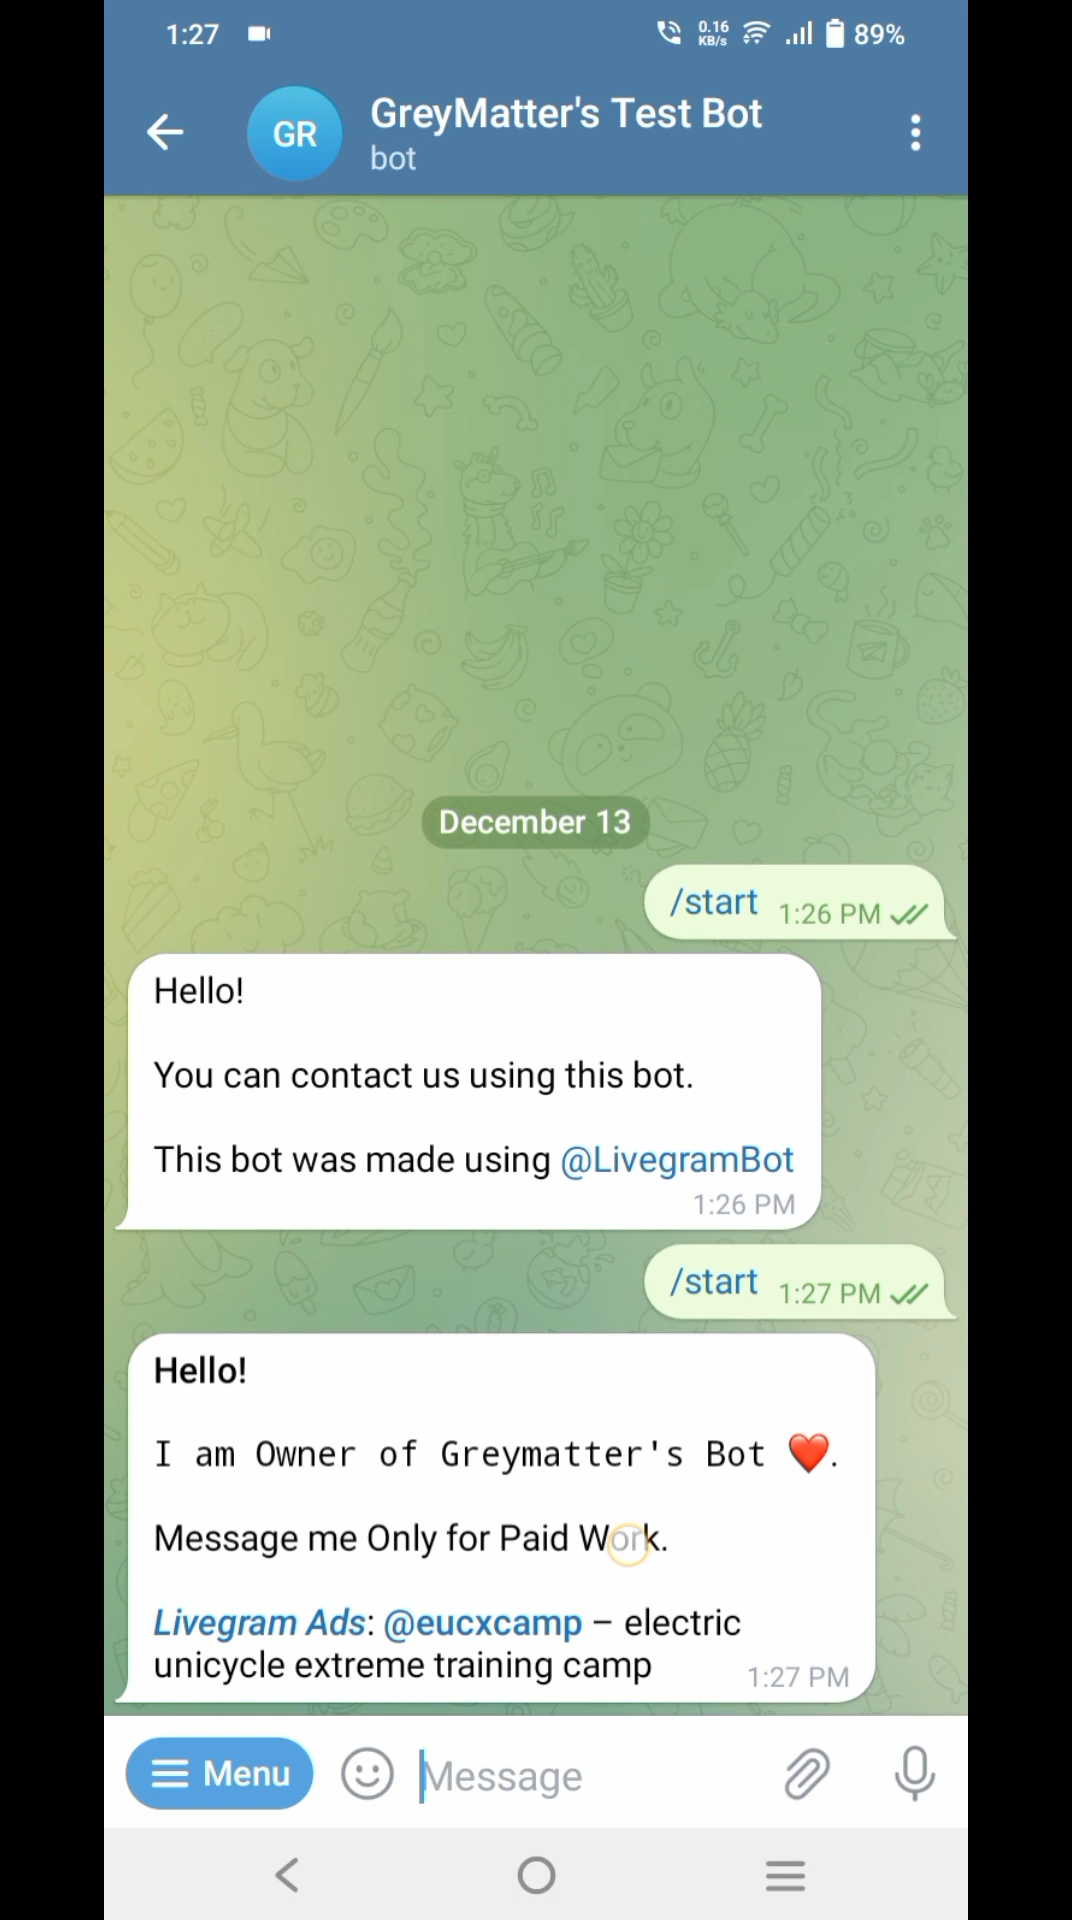 1:27
0.16 KB/s
89%
GR
GreyMatter's Test Bot
bot
December 13
/start 1:26 PM
Hello!
You can contact us using this bot.
This bot was made using @LivegramBot
1:26 PM
/start 1:27 PM
Hello!
I am Owner of Greymatter's Bot ❤️.
Message me Only for Paid Work.
Livegram Ads: @eucxcamp – electric
unicycle extreme training camp
1:27 PM
Menu
Message